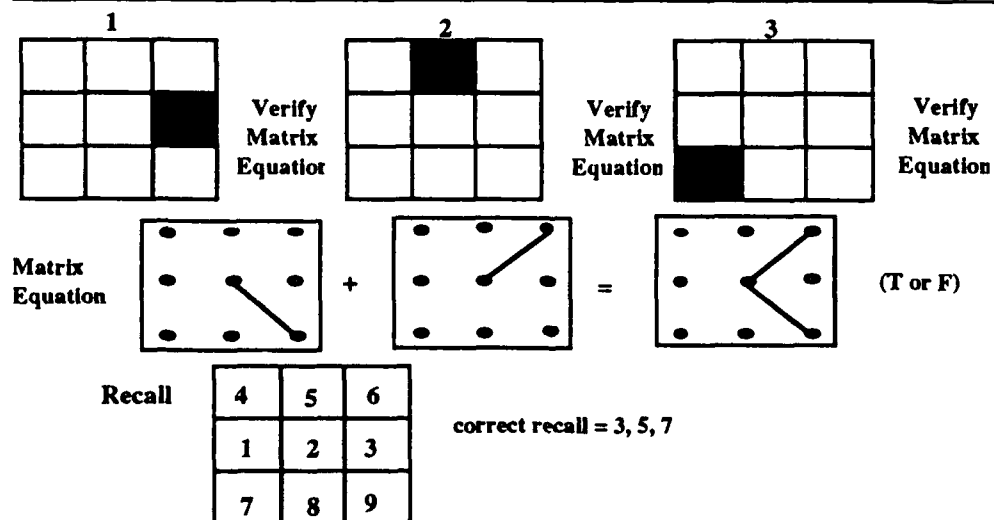 1
2
3
Verify
Matrix
Equation
Verify
Matrix
Equation
Verify
Matrix
Equation
Matrix
Equation
+
=
(T or F)
Recall
4 5 6
1 2 3
7 8 9
correct recall = 3, 5, 7